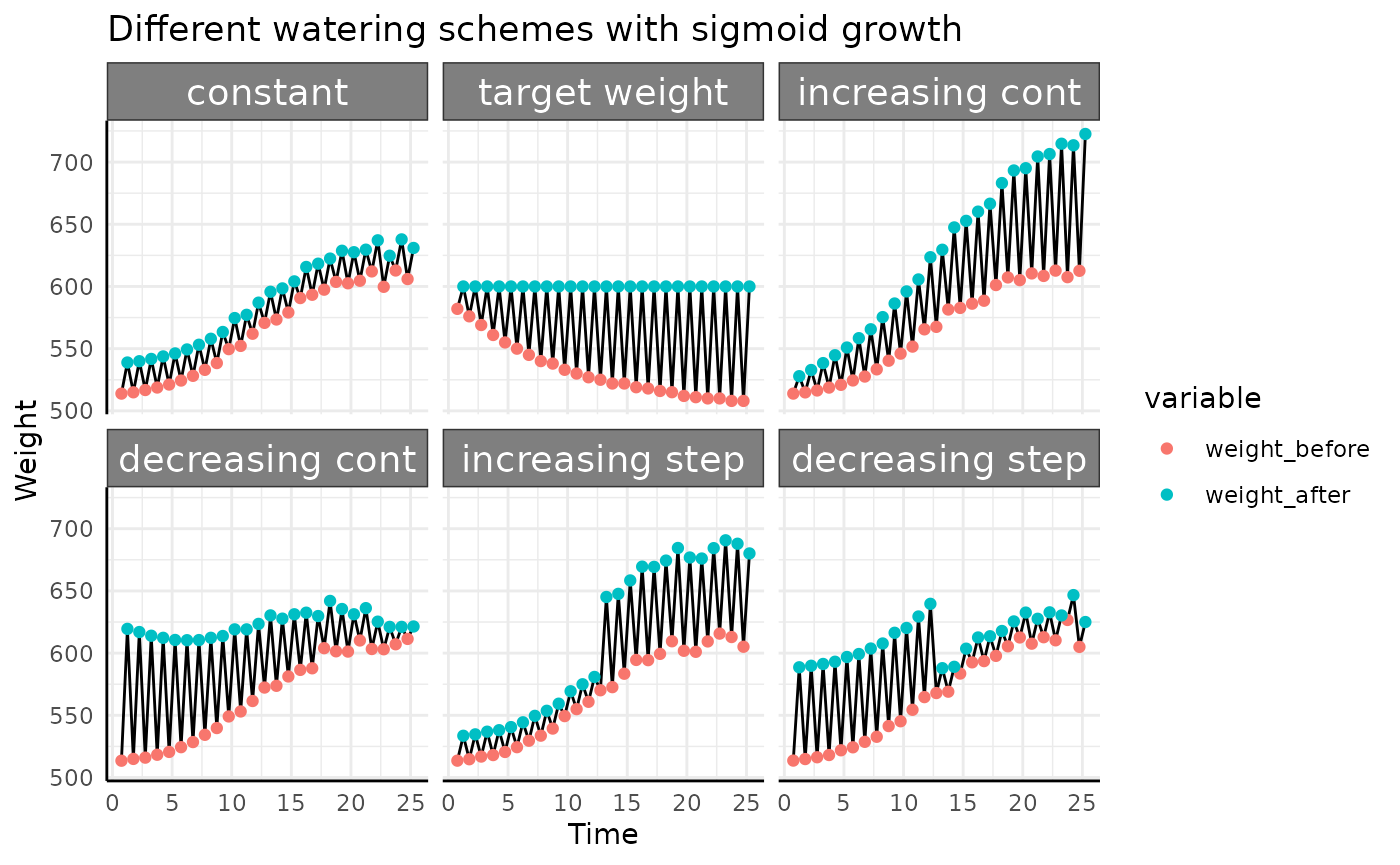 Different watering schemes with sigmoid growth
constant
target weight
increasing cont
700
650
600
550
500
decreasing cont
increasing step
decreasing step
700
650
600
550
500
0 5 10 15 20 25
0 5 10 15 20 25
0 5 10 15 20 25
Time
Weight
variable
weight_before
weight_after